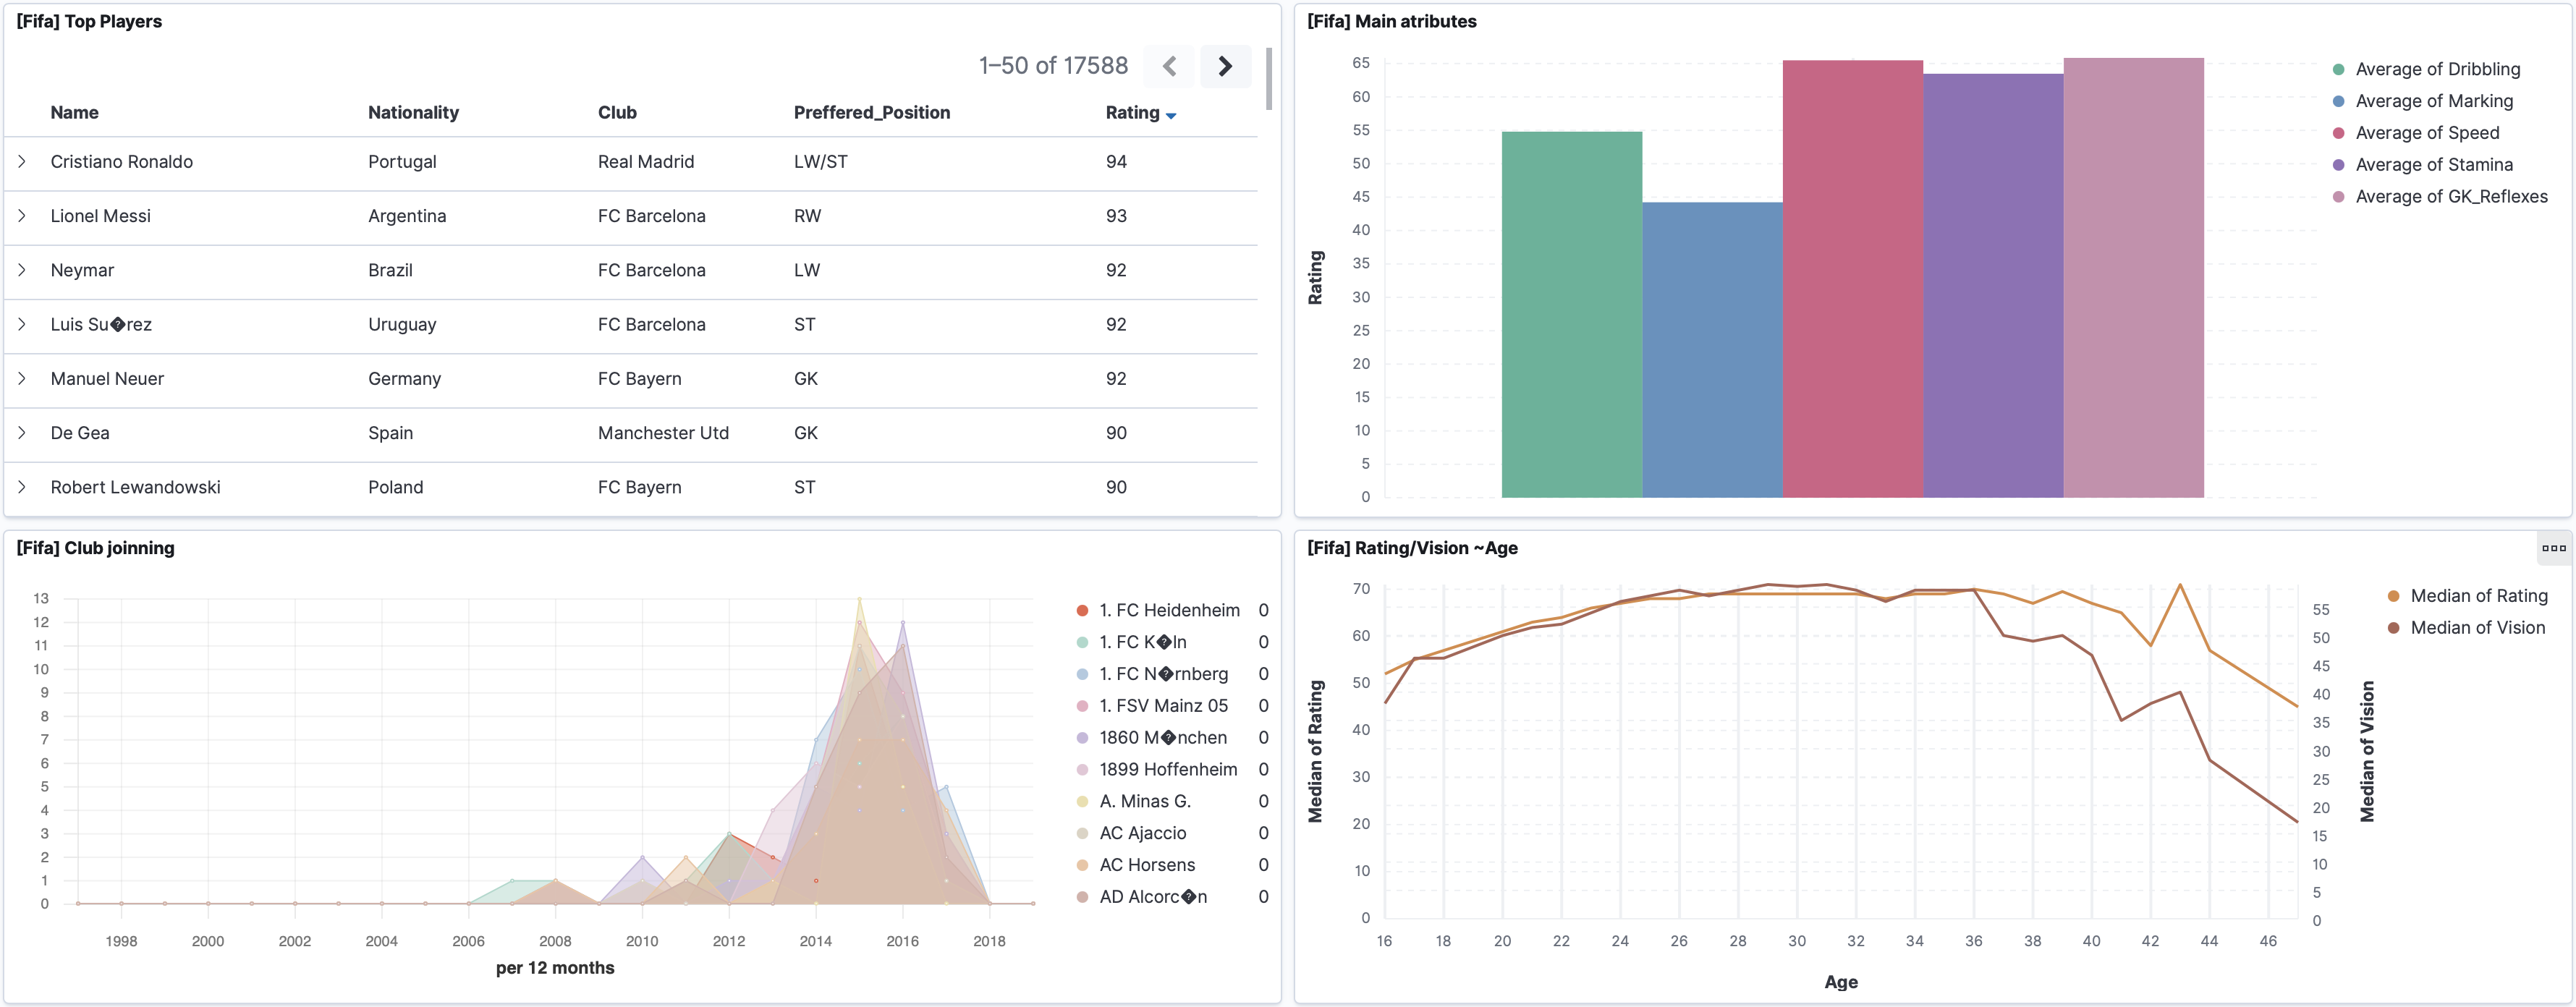 [Fifa] Top Players
1–50 of 17588
Name Nationality Club Preffered_Position Rating
Cristiano Ronaldo Portugal Real Madrid LW/ST 94
Lionel Messi Argentina FC Barcelona RW 93
Neymar Brazil FC Barcelona LW 92
Luis Su�rez Uruguay FC Barcelona ST 92
Manuel Neuer Germany FC Bayern GK 92
De Gea Spain Manchester Utd GK 90
Robert Lewandowski Poland FC Bayern ST 90
[Fifa] Main atributes
65
60
55
50
45
40
35
30
25
20
15
10
5
0
Rating
Average of Dribbling
Average of Marking
Average of Speed
Average of Stamina
Average of GK_Reflexes
[Fifa] Club joinning
13
12
11
10
9
8
7
6
5
4
3
2
1
0
1998 2000 2002 2004 2006 2008 2010 2012 2014 2016 2018
per 12 months
1. FC Heidenheim 0
1. FC K�ln 0
1. FC N�rnberg 0
1. FSV Mainz 05 0
1860 M�nchen 0
1899 Hoffenheim 0
A. Minas G. 0
AC Ajaccio 0
AC Horsens 0
AD Alcorc�n 0
[Fifa] Rating/Vision ~Age
70
60
50
40
30
20
10
0
Median of Rating
16 18 20 22 24 26 28 30 32 34 36 38 40 42 44 46
Age
55
50
45
40
35
30
25
20
15
10
5
0
Median of Vision
Median of Rating
Median of Vision